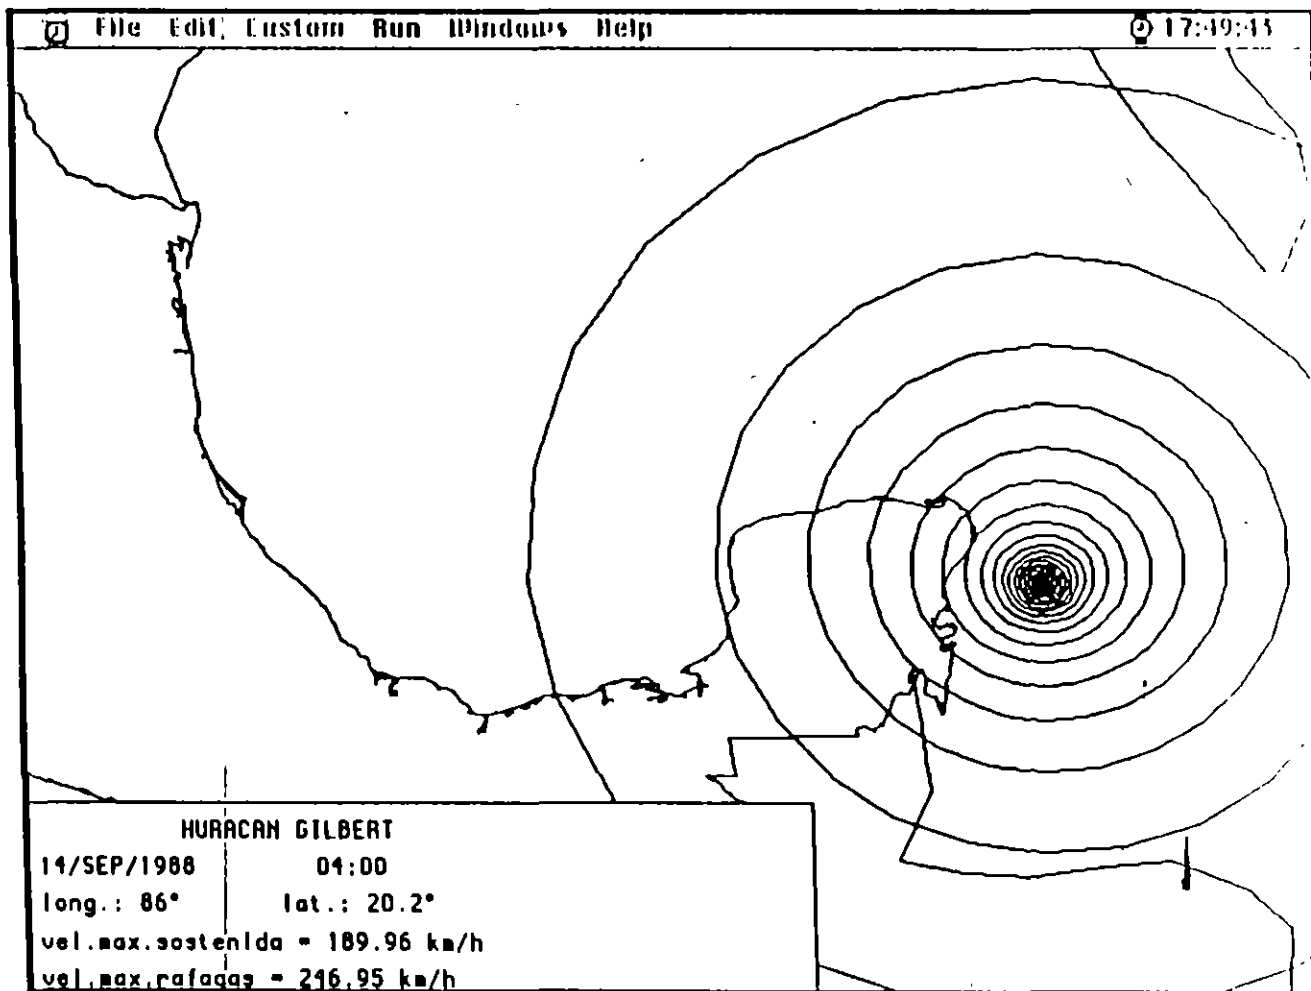 File Edit Custom Run Windows Help 17:49:43
HURACAN GILBERT
14/SEP/1988 04:00
long.: 86° lat.: 20.2°
vel.max.sostenida = 189.96 km/h
vel.max.rafagas = 246.95 km/h